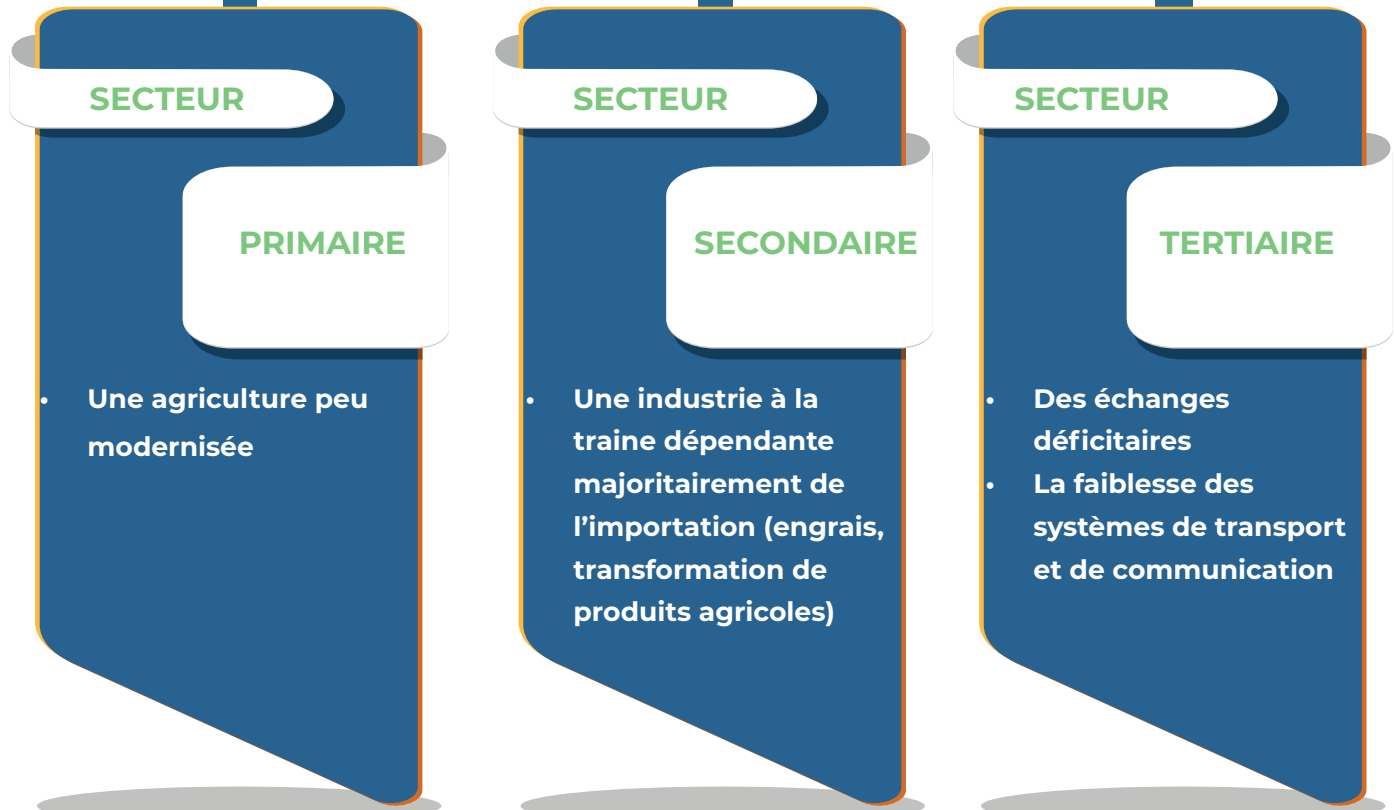 SECTEUR
PRIMAIRE
• Une agriculture peu
modernisée
SECTEUR
SECONDAIRE
• Une industrie à la
traine dépendante
majoritairement de
l’importation (engrais,
transformation de
produits agricoles)
SECTEUR
TERTIAIRE
• Des échanges
déficitaires
• La faiblesse des
systèmes de transport
et de communication